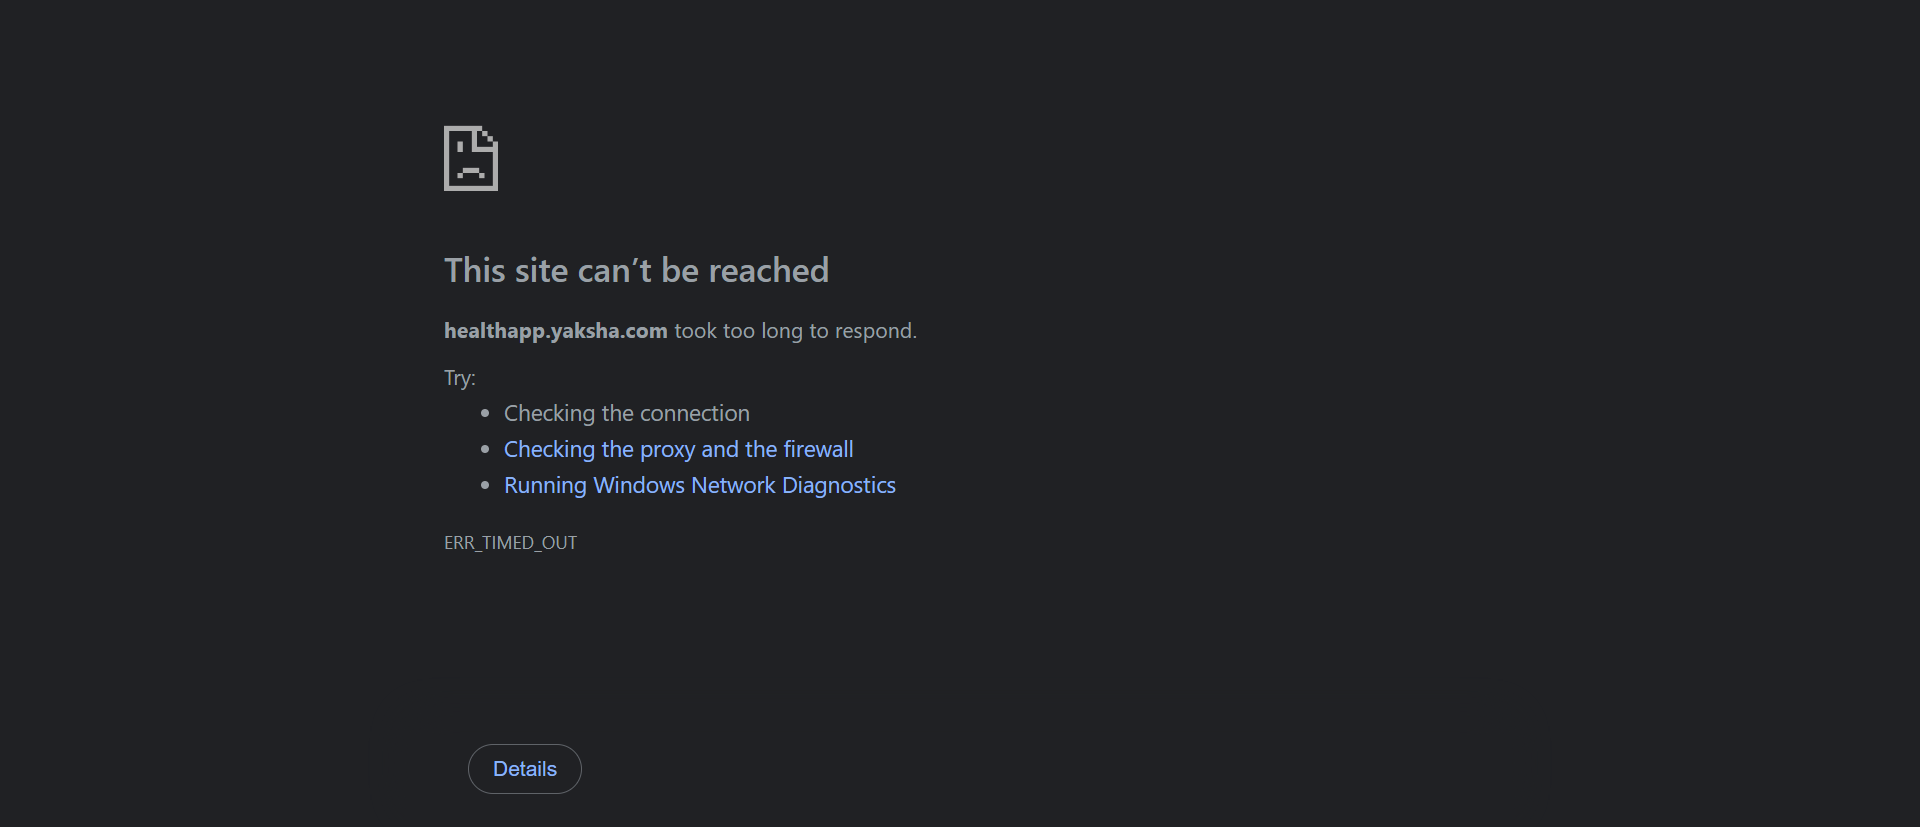 This site can’t be reached
healthapp.yaksha.com took too long to respond.
Try:
Checking the connection
Checking the proxy and the firewall
Running Windows Network Diagnostics
ERR_TIMED_OUT
Details